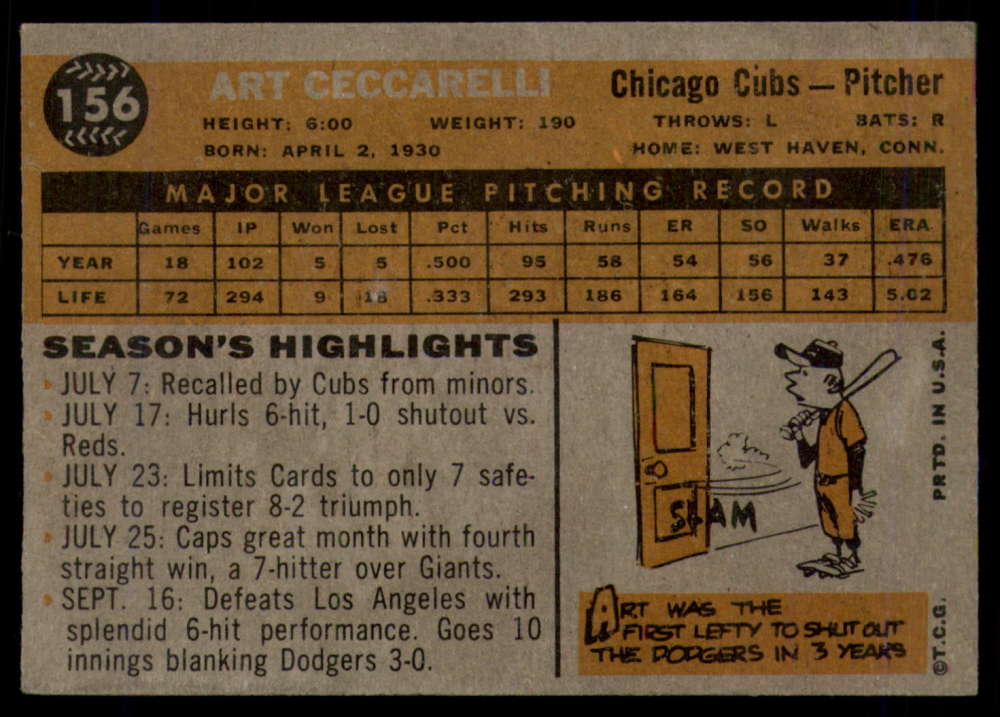 156
ART CECCARELLI
Chicago Cubs — Pitcher
HEIGHT: 6:00 WEIGHT: 190 THROWS: L BATS: R
BORN: APRIL 2, 1930 HOME: WEST HAVEN, CONN.
MAJOR LEAGUE PITCHING RECORD
Games IP Won Lost Pct Hits Runs ER SO Walks ERA
YEAR 18 102 5 5 .500 95 58 54 56 37 .476
LIFE 72 294 9 18 .333 293 186 164 156 143 5.02
SEASON'S HIGHLIGHTS
JULY 7: Recalled by Cubs from minors.
JULY 17: Hurls 6-hit, 1-0 shutout vs.
Reds.
JULY 23: Limits Cards to only 7 safe-
ties to register 8-2 triumph.
JULY 25: Caps great month with fourth
straight win, a 7-hitter over Giants.
SEPT. 16: Defeats Los Angeles with
splendid 6-hit performance. Goes 10
innings blanking Dodgers 3-0.
SLAM
ART WAS THE
FIRST LEFTY TO SHUT OUT
THE DODGERS IN 3 YEARS
©T.C.G. PRTD. IN U.S.A.